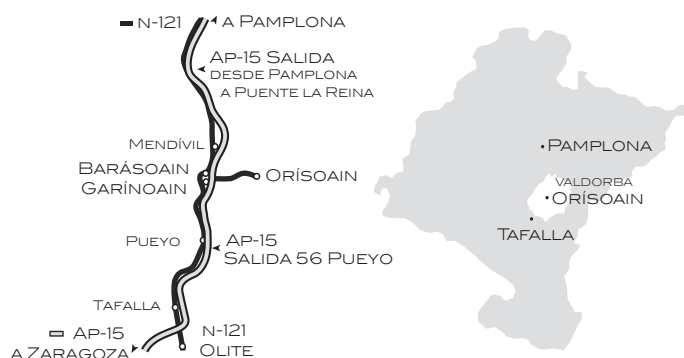 N-121
A PAMPLONA
AP-15 SALIDA
DESDE PAMPLONA
A PUENTE LA REINA
MENDÍVIL
BARÁSOAIN
GARÍNOAIN
ORÍSOAIN
PUEYO
AP-15
SALIDA 56 PUEYO
TAFALLA
AP-15
A ZARAGOZA
N-121
OLITE
PAMPLONA
VALDORBA
ORÍSOAIN
TAFALLA